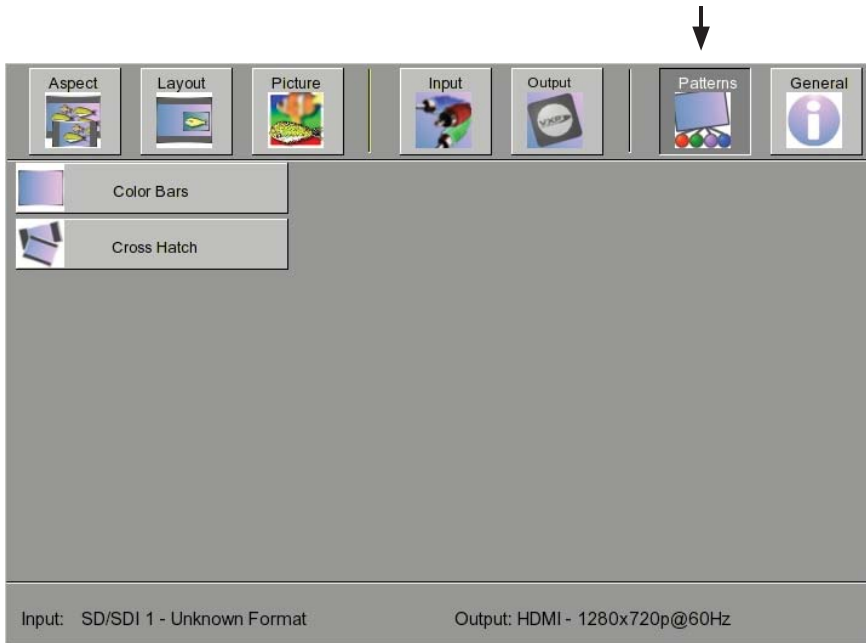 Aspect
Layout
Picture
Input
Output
Patterns
General
VXP
Color Bars
Cross Hatch
Input: SD/SDI 1 - Unknown Format
Output: HDMI - 1280x720p@60Hz